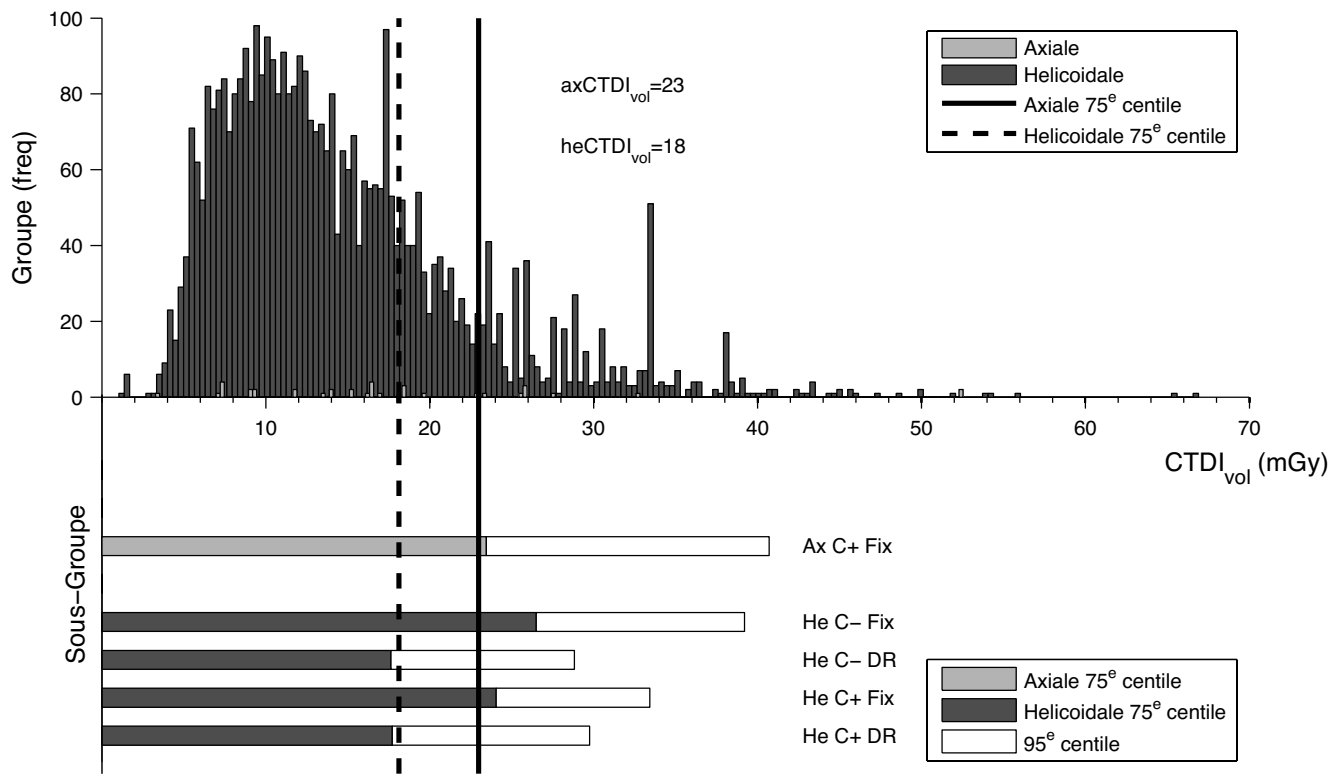 100
80
60
40
20
0
Groupe (freq)
axCTDIvol=23
heCTDIvol=18
Axiale
Helicoidale
Axiale 75e centile
Helicoidale 75e centile
10 20 30 40 50 60 70
CTDIvol (mGy)
Sous-Groupe
Ax C+ Fix
He C- Fix
He C- DR
He C+ Fix
He C+ DR
Axiale 75e centile
Helicoidale 75e centile
95e centile